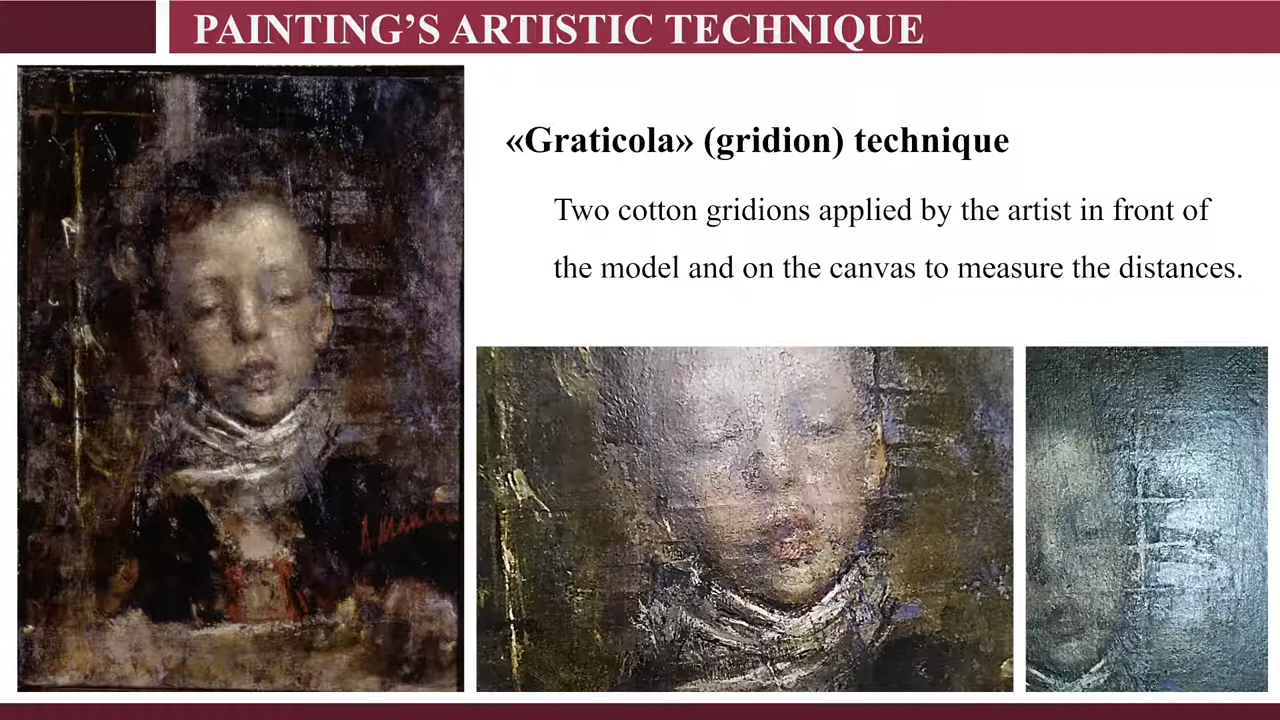 PAINTING’S ARTISTIC TECHNIQUE
«Graticola» (gridion) technique
Two cotton gridions applied by the artist in front of
the model and on the canvas to measure the distances.